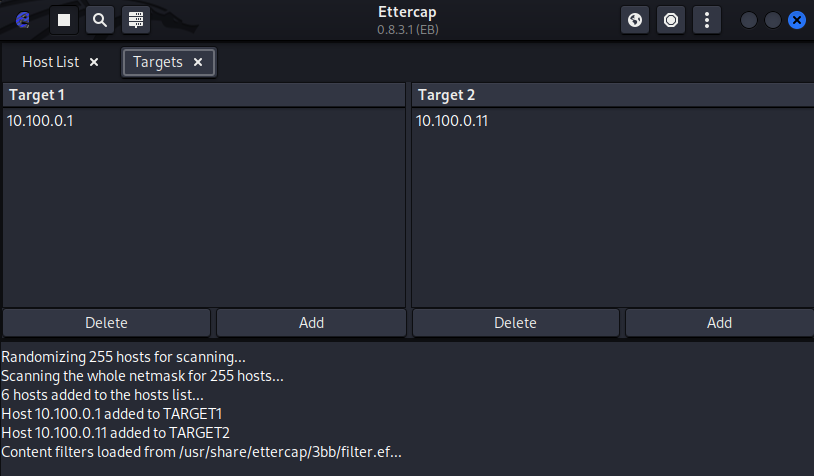 Ettercap
0.8.3.1 (EB)
Host List
Targets
Target 1
Target 2
10.100.0.1
10.100.0.11
Delete
Add
Delete
Add
Randomizing 255 hosts for scanning...
Scanning the whole netmask for 255 hosts...
6 hosts added to the hosts list...
Host 10.100.0.1 added to TARGET1
Host 10.100.0.11 added to TARGET2
Content filters loaded from /usr/share/ettercap/3bb/filter.ef...